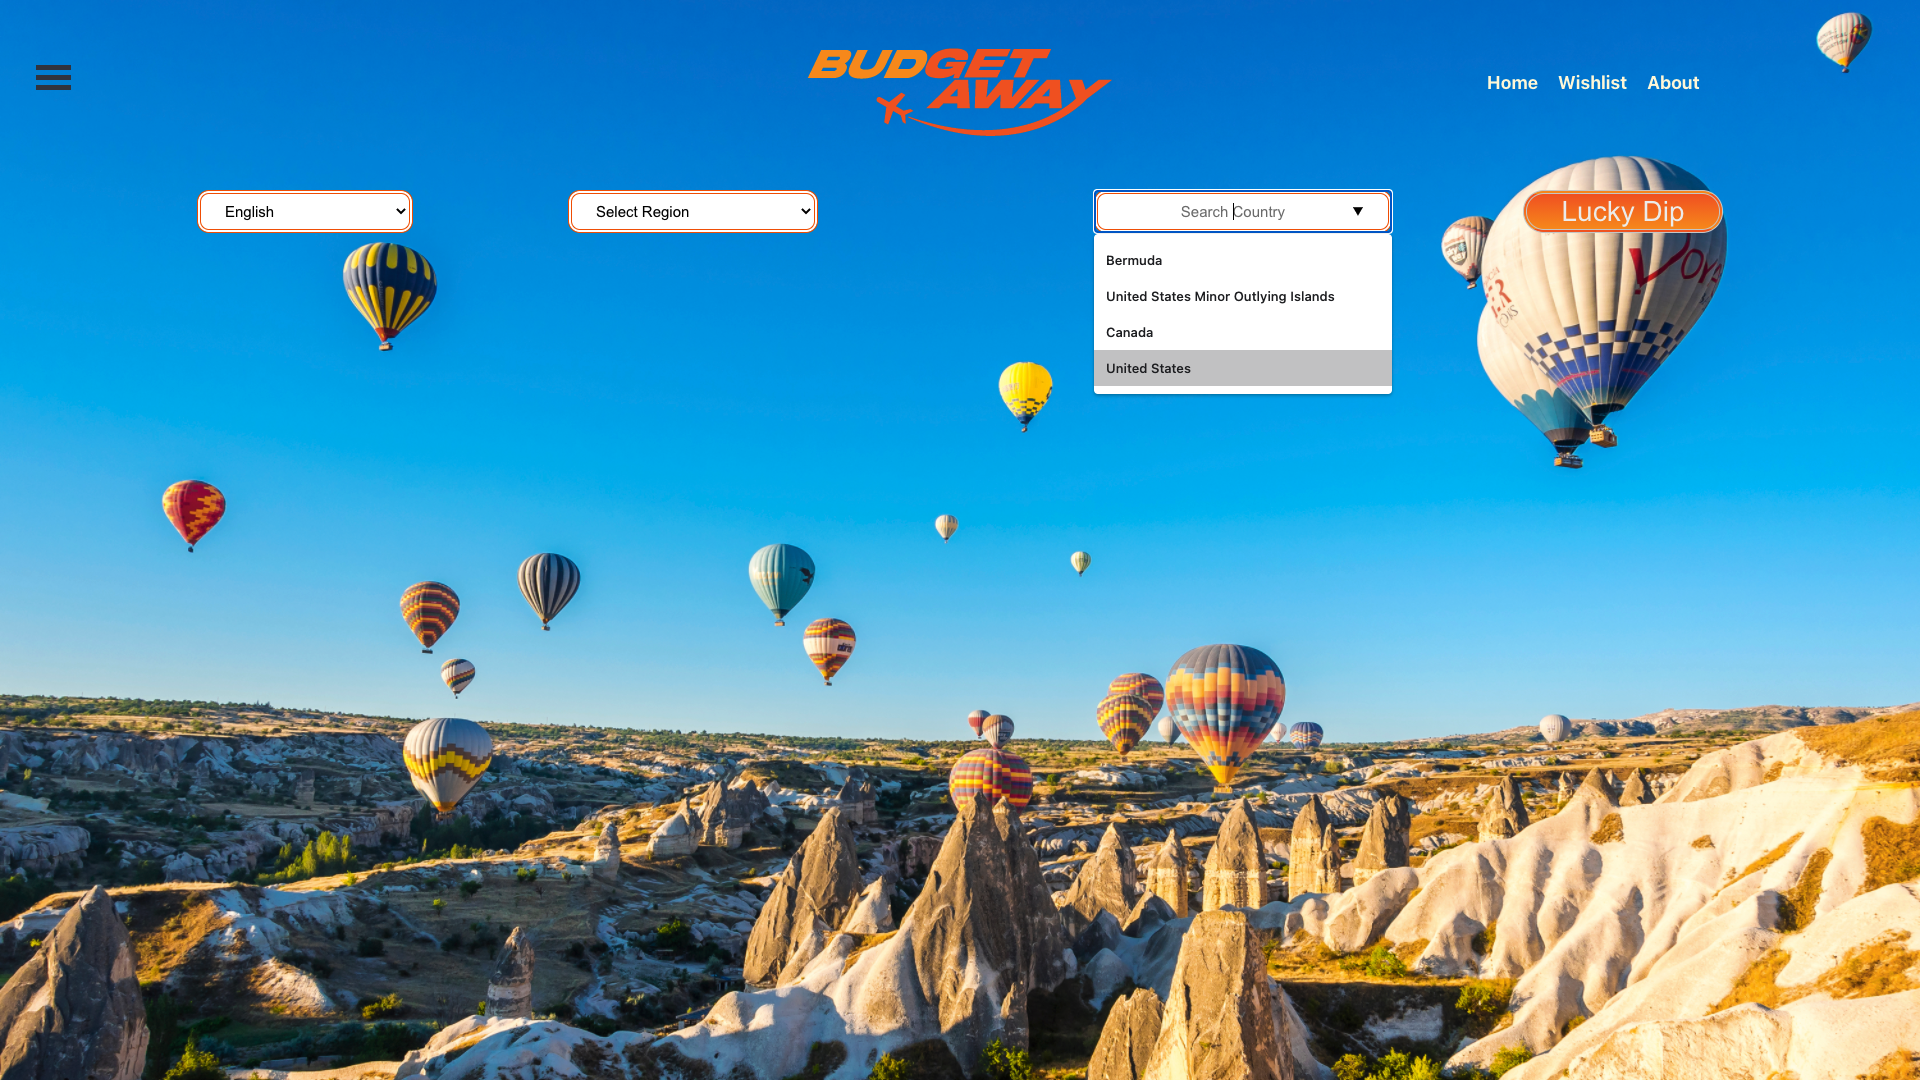 BUDGET
AWAY
Home Wishlist About
English
Select Region
Search Country
Lucky Dip
Bermuda
United States Minor Outlying Islands
Canada
United States